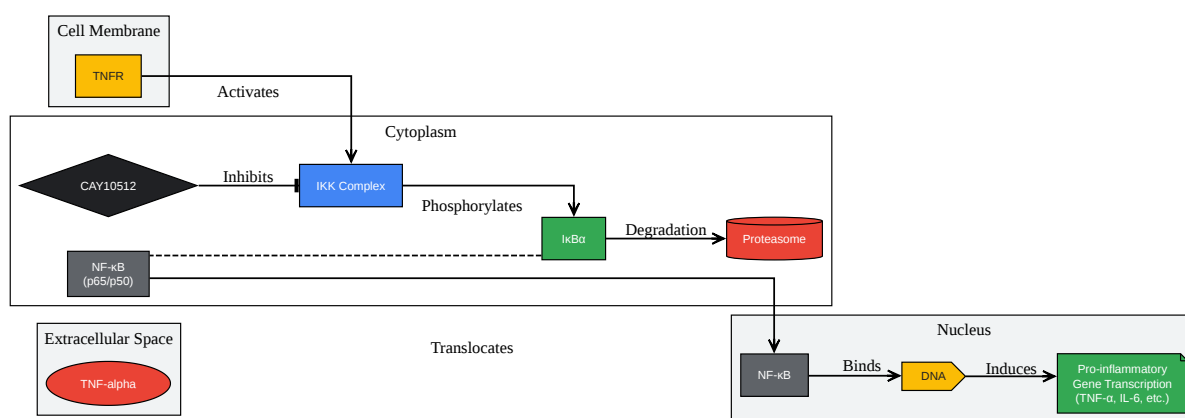 Cell Membrane
TNFR
Activates
Cytoplasm
CAY10512
Inhibits
IKK Complex
Phosphorylates
IκBα
Degradation
Proteasome
NF-κB
(p65/p50)
Extracellular Space
TNF-alpha
Translocates
Nucleus
NF-κB
Binds
DNA
Induces
Pro-inflammatory
Gene Transcription
(TNF-α, IL-6, etc.)